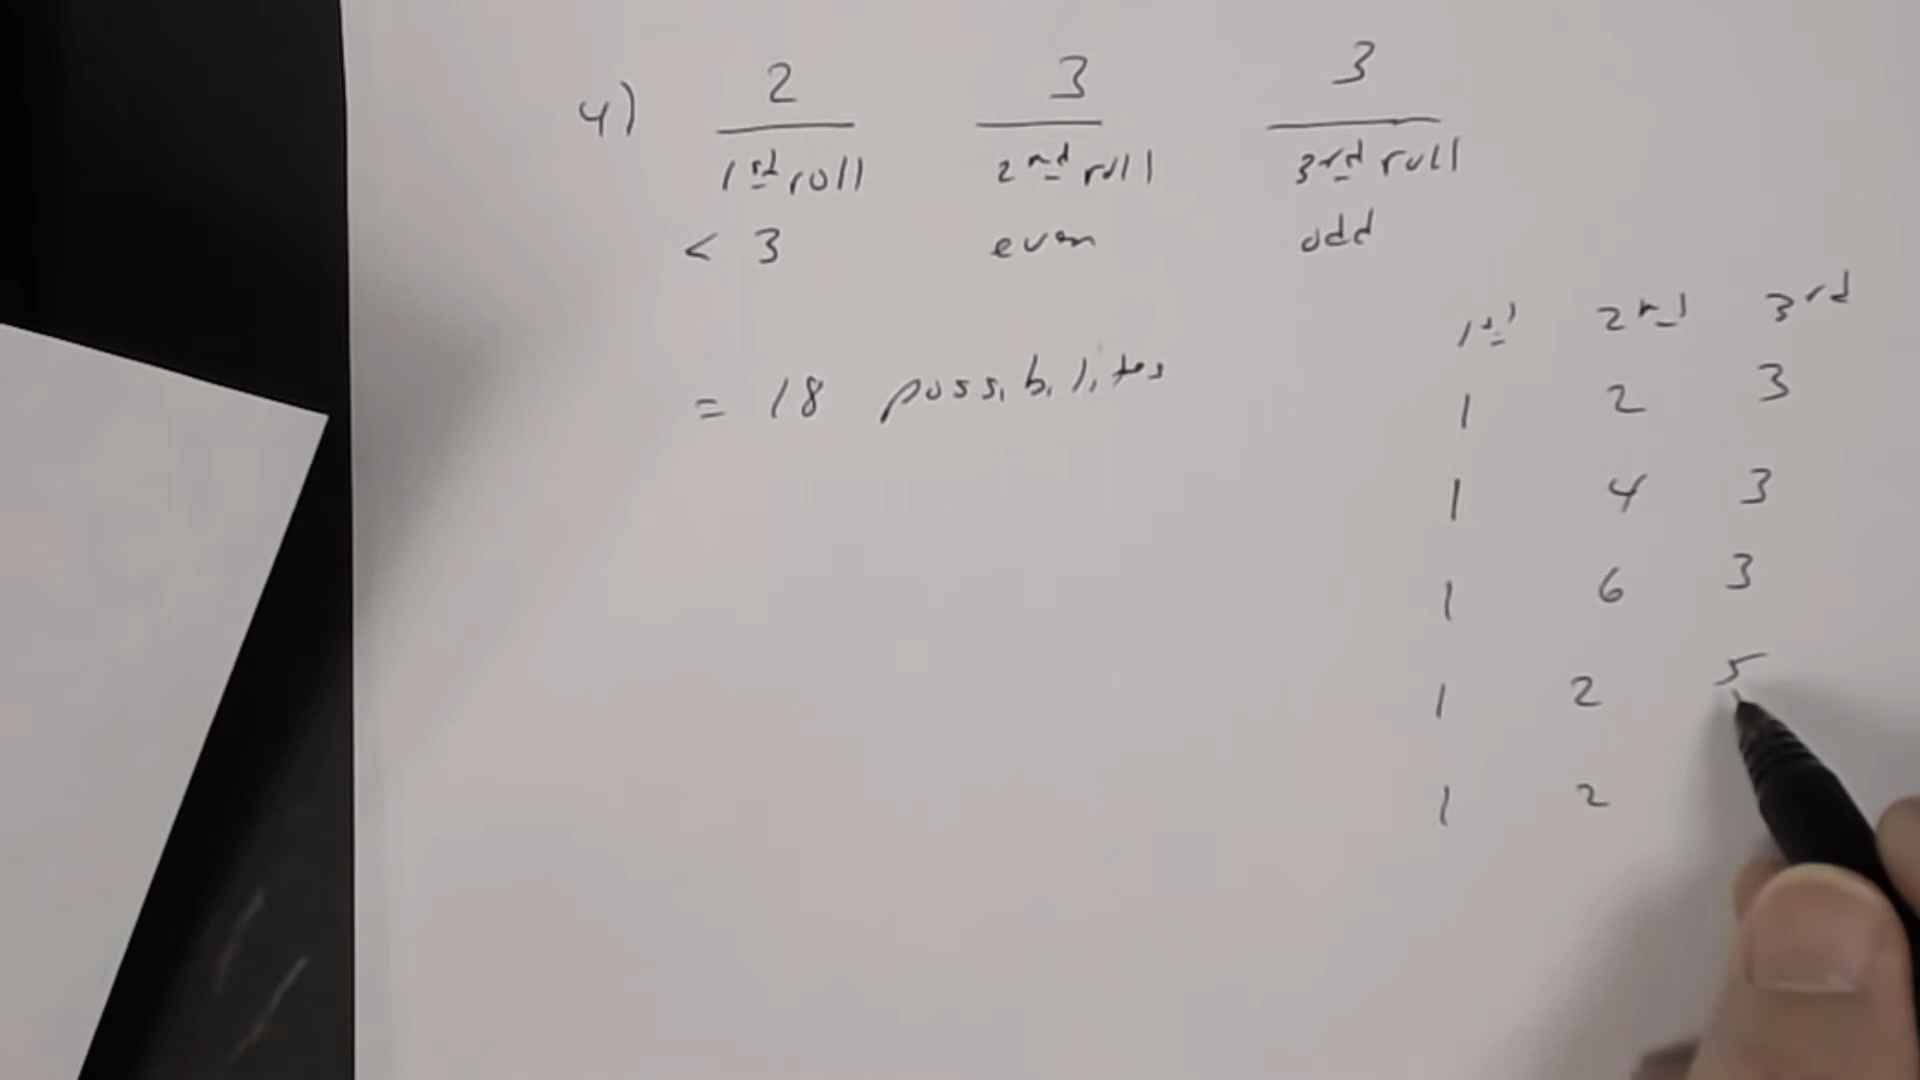 4) 2 3 3
1st roll 2nd roll 3rd roll
< 3 even odd
= 18 possibilites
1st 2nd 3rd
1 2 3
1 4 3
1 6 3
1 2 5
1 2